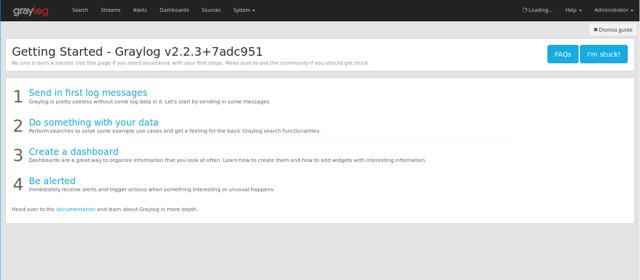 graylog Search Streams Alerts Dashboards Sources System Loading... Help Administrator
Dismiss guide
Getting Started - Graylog v2.2.3+7adc951
No one is born a master. Use this page if you need assistance with your first steps. Make sure to ask the community if you should get stuck.
FAQs I'm stuck!
1 Send in first log messages
Graylog is pretty useless without some log data in it. Let's start by sending in some messages.
2 Do something with your data
Perform searches to solve some example use cases and get a feeling for the basic Graylog search functionalities.
3 Create a dashboard
Dashboards are a great way to organize information that you look at often. Learn how to create them and how to add widgets with interesting information.
4 Be alerted
Immediately receive alerts and trigger actions when something interesting or unusual happens.
Head over to the documentation and learn about Graylog in more depth.